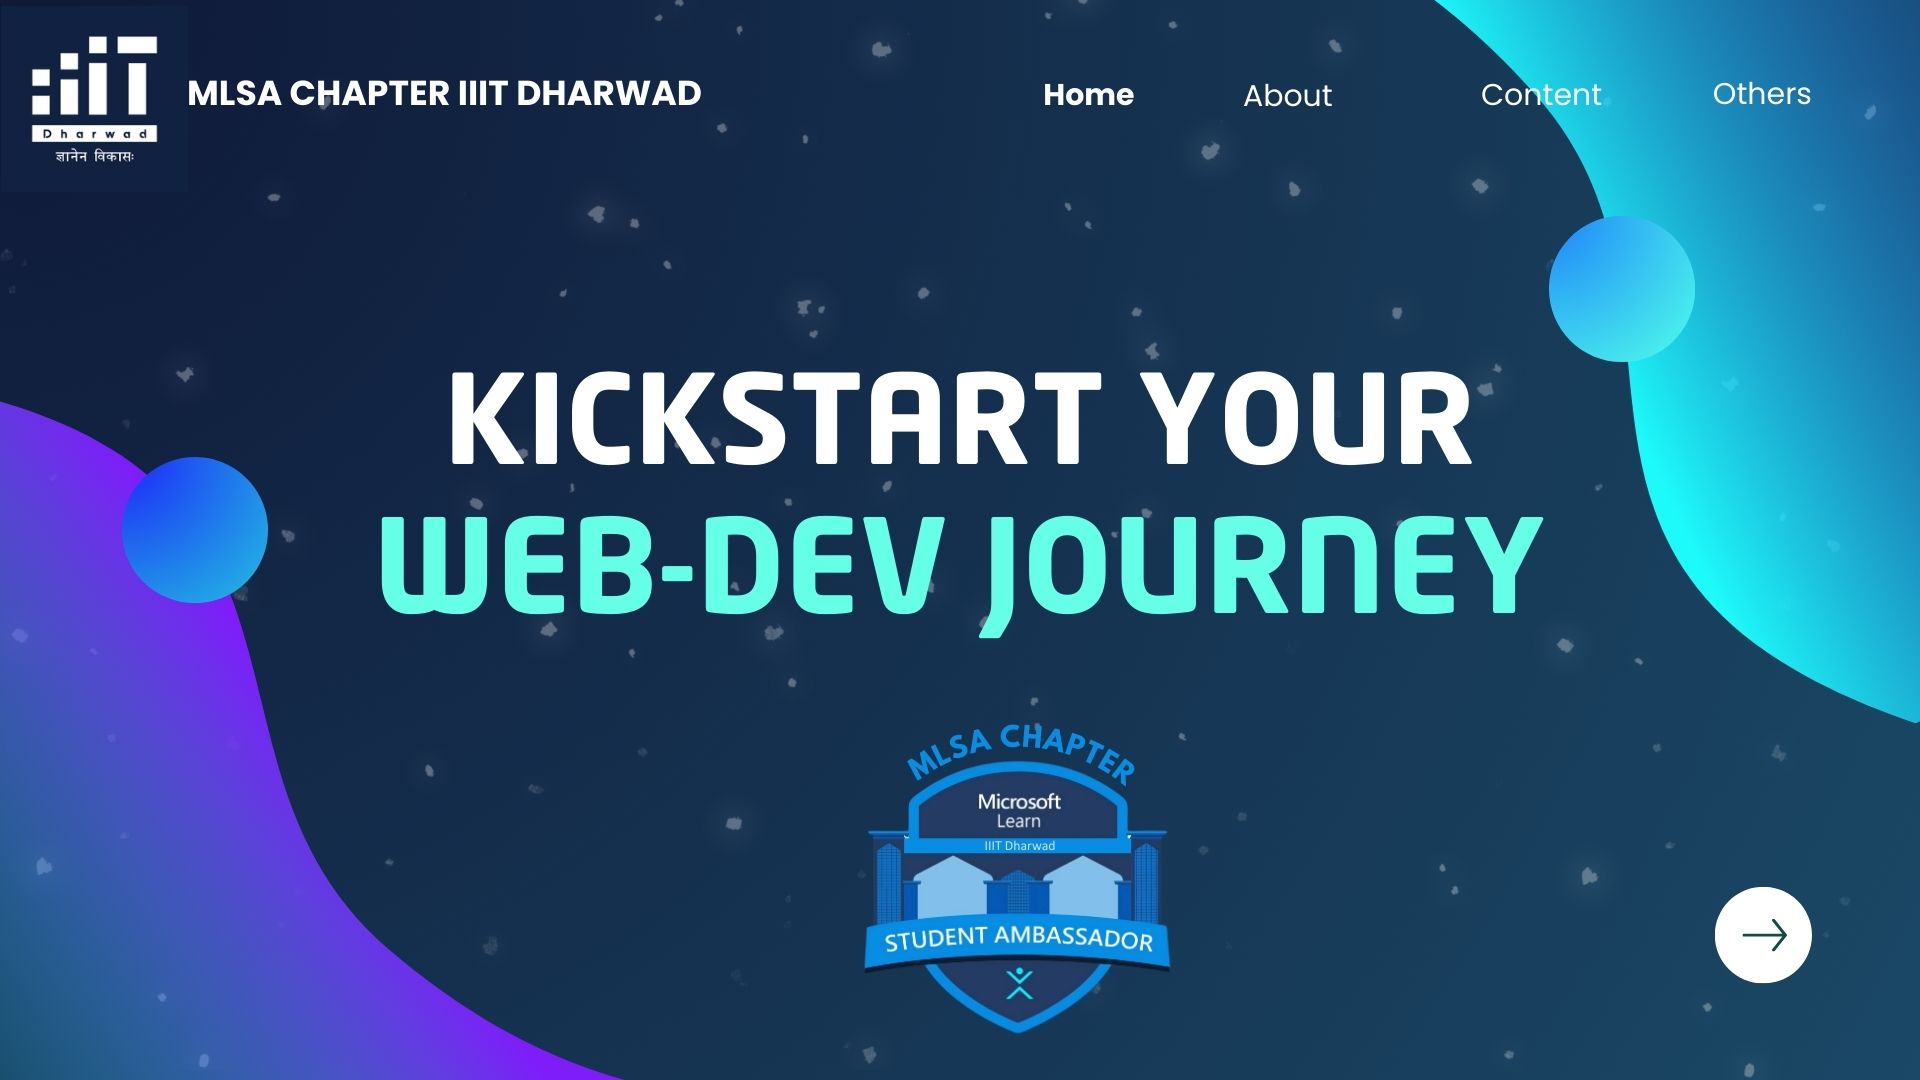 :iiiT
Dharwad
ज्ञानेन विकासः
MLSA CHAPTER IIIT DHARWAD
Home
About
Content
Others
KICKSTART YOUR
WEB-DEV JOURNEY
MLSA CHAPTER
Microsoft
Learn
IIIT Dharwad
STUDENT AMBASSADOR